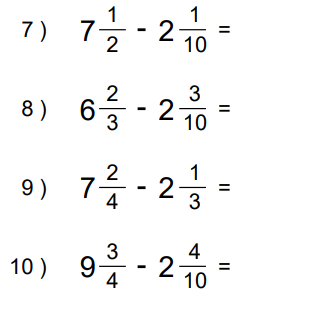 7 ) 7 1/2 - 2 1/10 =
8 ) 6 2/3 - 2 3/10 =
9 ) 7 2/4 - 2 1/3 =
10 ) 9 3/4 - 2 4/10 =